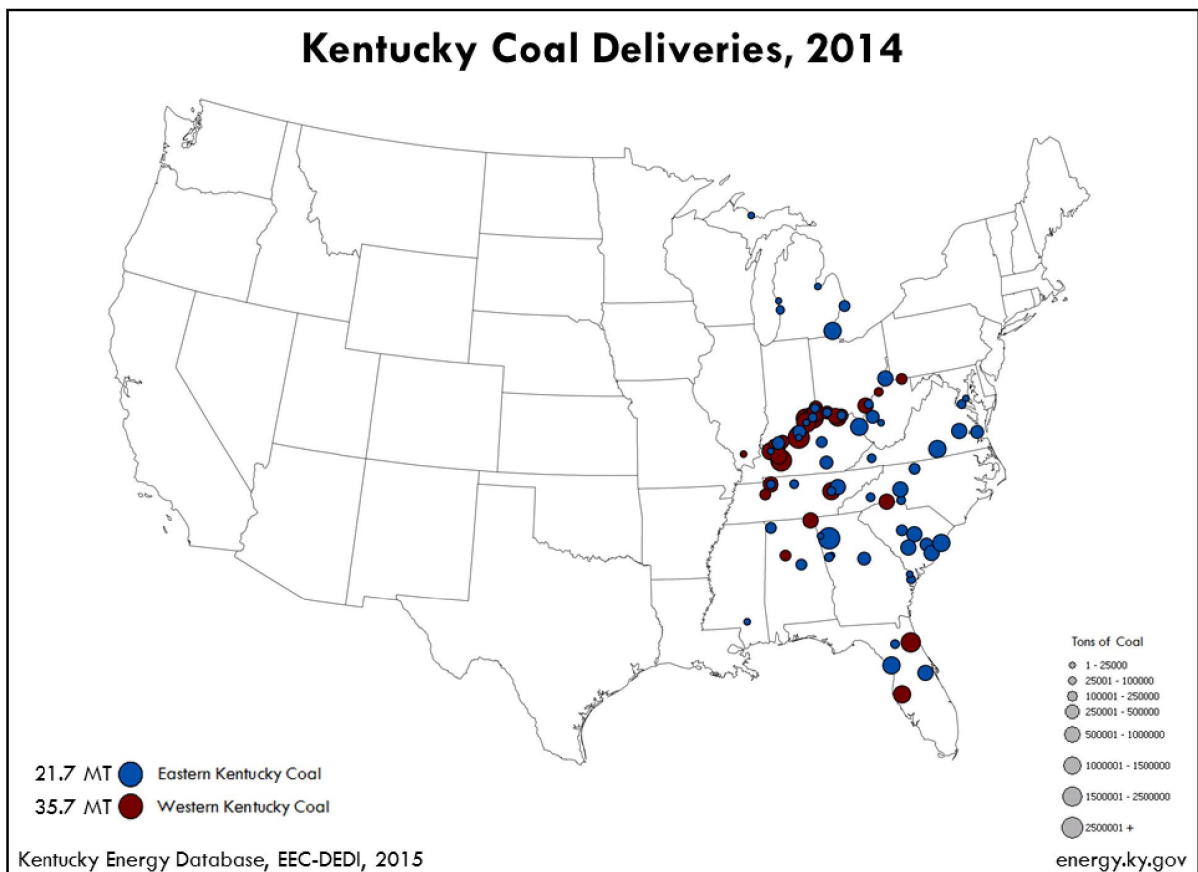 Kentucky Coal Deliveries, 2014
Tons of Coal
1 - 25000
25001 - 100000
100001 - 250000
250001 - 500000
500001 - 1000000
1000001 - 1500000
1500001 - 2500000
2500001 +
21.7 MT Eastern Kentucky Coal
35.7 MT Western Kentucky Coal
Kentucky Energy Database, EEC-DEDI, 2015
energy.ky.gov